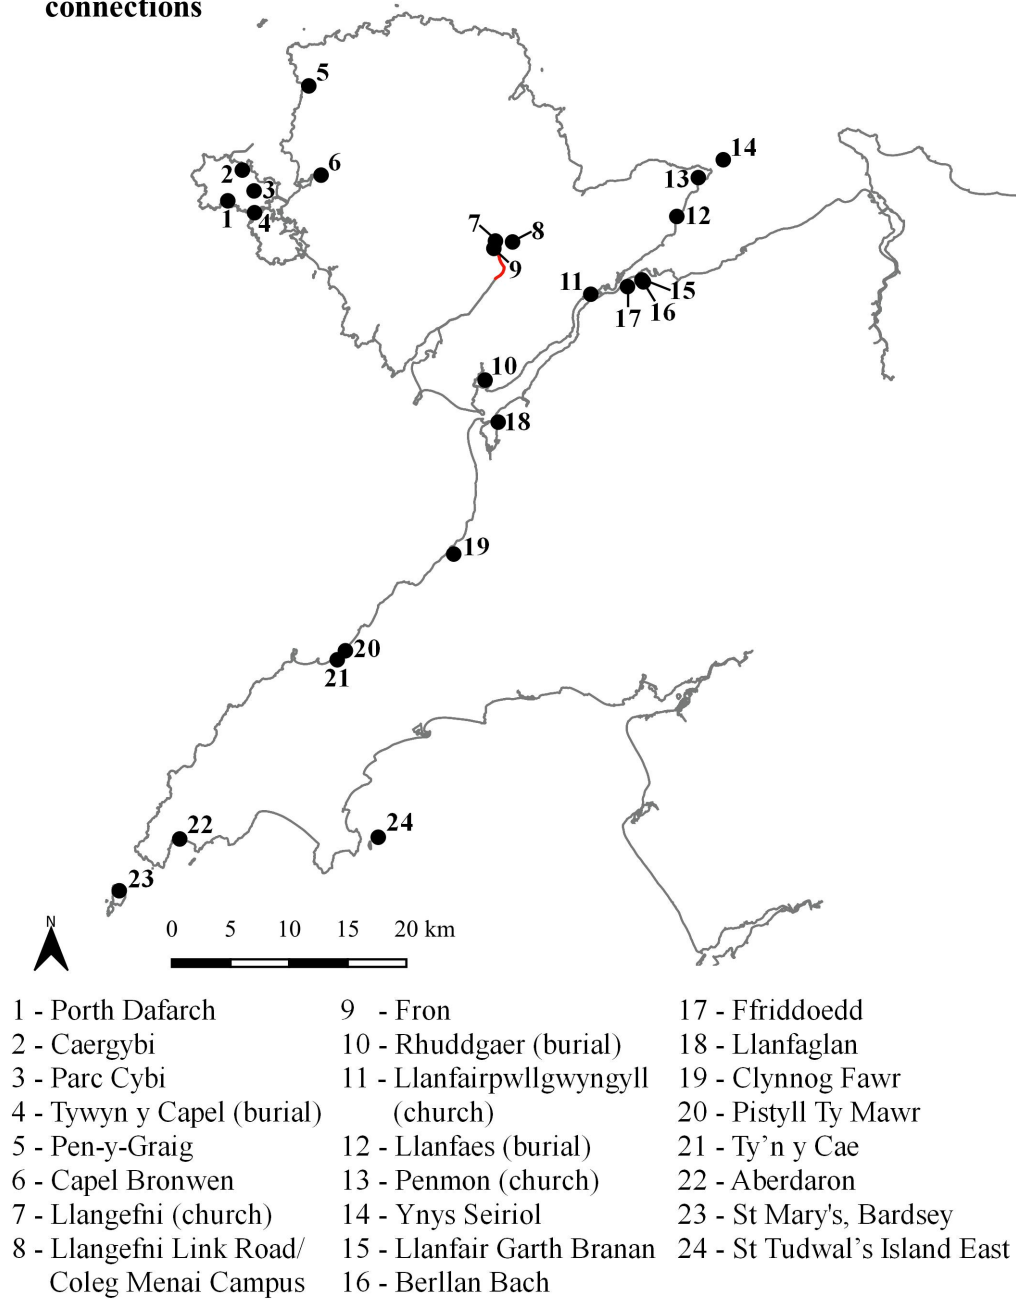 connections
5
14
6
2
13
3
1
4
12
7
8
9
11
15
17
16
10
18
19
20
21
22
24
23
N
0 5 10 15 20 km
1 - Porth Dafarch
2 - Caergybi
3 - Parc Cybi
4 - Tywyn y Capel (burial)
5 - Pen-y-Graig
6 - Capel Bronwen
7 - Llangefni (church)
8 - Llangefni Link Road/
Coleg Menai Campus
9 - Fron
10 - Rhuddgaer (burial)
11 - Llanfairpwllgwyngyll
(church)
12 - Llanfaes (burial)
13 - Penmon (church)
14 - Ynys Seiriol
15 - Llanfair Garth Branan
16 - Berllan Bach
17 - Ffriddoedd
18 - Llanfaglan
19 - Clynnog Fawr
20 - Pistyll Ty Mawr
21 - Ty’n y Cae
22 - Aberdaron
23 - St Mary's, Bardsey
24 - St Tudwal’s Island East